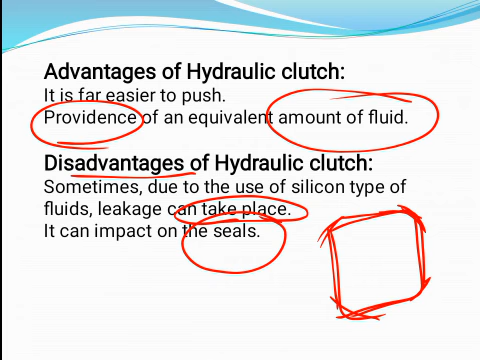 Advantages of Hydraulic clutch:
It is far easier to push.
Providence of an equivalent amount of fluid.
Disadvantages of Hydraulic clutch:
Sometimes, due to the use of silicon type of
fluids, leakage can take place.
It can impact on the seals.